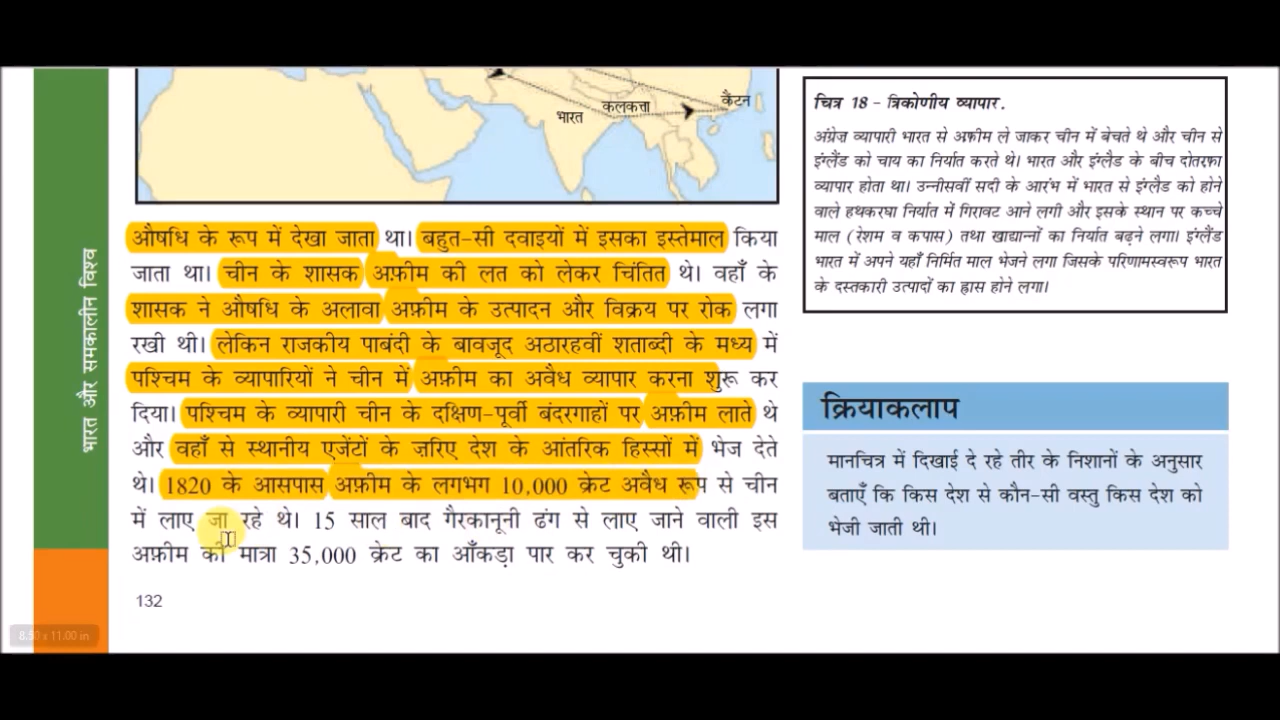 कैंटन
कलकत्ता
भारत
औषधि के रूप में देखा जाता था। बहुत-सी दवाइयों में इसका इस्तेमाल किया
जाता था। चीन के शासक अफ़ीम की लत को लेकर चिंतित थे। वहाँ के
शासक ने औषधि के अलावा अफ़ीम के उत्पादन और विक्रय पर रोक लगा
रखी थी। लेकिन राजकीय पाबंदी के बावजूद अठारहवीं शताब्दी के मध्य में
पश्चिम के व्यापारियों ने चीन में अफ़ीम का अवैध व्यापार करना शुरू कर
दिया। पश्चिम के व्यापारी चीन के दक्षिण-पूर्वी बंदरगाहों पर अफ़ीम लाते थे
और वहाँ से स्थानीय एजेंटों के ज़रिए देश के आंतरिक हिस्सों में भेज देते
थे। 1820 के आसपास अफ़ीम के लगभग 10,000 क्रेट अवैध रूप से चीन
में लाए जा रहे थे। 15 साल बाद गैरकानूनी ढंग से लाए जाने वाली इस
अफ़ीम की मात्रा 35,000 क्रेट का आँकड़ा पार कर चुकी थी।
132
भारत और समकालीन विश्व
8.50 x 11.00 in
चित्र 18 - त्रिकोणीय व्यापार.
अंग्रेज़ व्यापारी भारत से अफ़ीम ले जाकर चीन में बेचते थे और चीन से
इंग्लैंड को चाय का निर्यात करते थे। भारत और इंग्लैड के बीच दोतरफ़ा
व्यापार होता था। उन्नीसवीं सदी के आरंभ में भारत से इंग्लैड को होने
वाले हथकरघा निर्यात में गिरावट आने लगी और इसके स्थान पर कच्चे
माल (रेशम व कपास) तथा खाद्यान्नों का निर्यात बढ़ने लगा। इंग्लैंड
भारत में अपने यहाँ निर्मित माल भेजने लगा जिसके परिणामस्वरूप भारत
के दस्तकारी उत्पादों का ह्रास होने लगा।
क्रियाकलाप
मानचित्र में दिखाई दे रहे तीर के निशानों के अनुसार
बताएँ कि किस देश से कौन-सी वस्तु किस देश को
भेजी जाती थी।